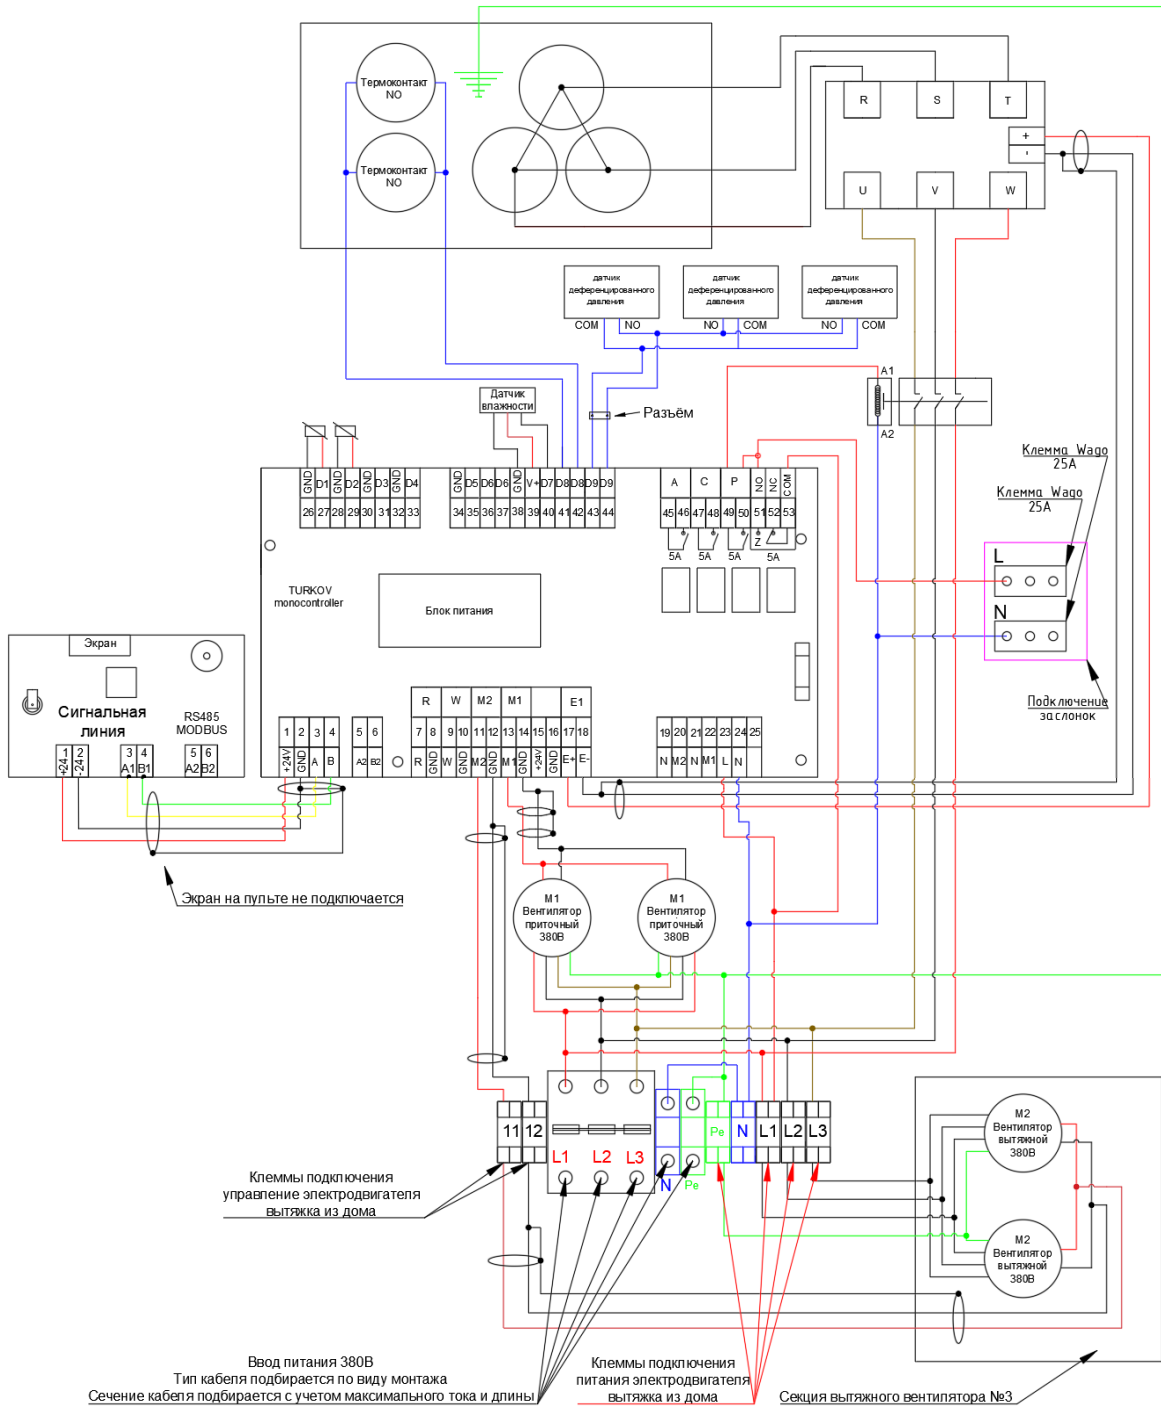 Термоконтакт
NO
Термоконтакт
NO
R
S
T
+
-
U
V
W
датчик
деференцированного
давления
датчик
деференцированного
давления
датчик
деференцированного
давления
COM
NO
NO
COM
NO
COM
A1
A2
Датчик
влажности
Разъём
Клемма Wago
25A
Клемма Wago
25A
GND D1 GND D2 GND D3 GND D4
26 27 28 29 30 31 32 33
GND D5 D6 D6 GND V+ D7 D8 D8 D9 D9
34 35 36 37 38 39 40 41 42 43 44
A C P NO NC COM
45 46 47 48 49 50 51 52 53
Z
5A 5A 5A 5A
L
N
Подключение
заслонок
TURKOV
monocontroller
Блок питания
Экран
Сигнальная
линия
RS485
MODBUS
1 2 3 4 5 6
+24V -24V A1 B1 A2 B2
1 2 3 4 5 6
+24V GND A B A2 B2
R W M2 M1 E1
7 8 9 10 11 12 13 14 15 16 17 18
R GND W GND M2 GND M1 GND +24V GND E+ E-
19 20 21 22 23 24 25
N M2 N M1 L N
Экран на пульте не подключается
M1
Вентилятор
приточный
380В
M1
Вентилятор
приточный
380В
11 12
L1 L2 L3
N Pe
Pe N L1 L2 L3
M2
Вентилятор
вытяжной
380В
M2
Вентилятор
вытяжной
380В
Клеммы подключения
управление электродвигателя
вытяжка из дома
Ввод питания 380В
Тип кабеля подбирается по виду монтажа
Сечение кабеля подбирается с учетом максимального тока и длины
Клеммы подключения
питания электродвигателя
вытяжка из дома
Секция вытяжного вентилятора №3